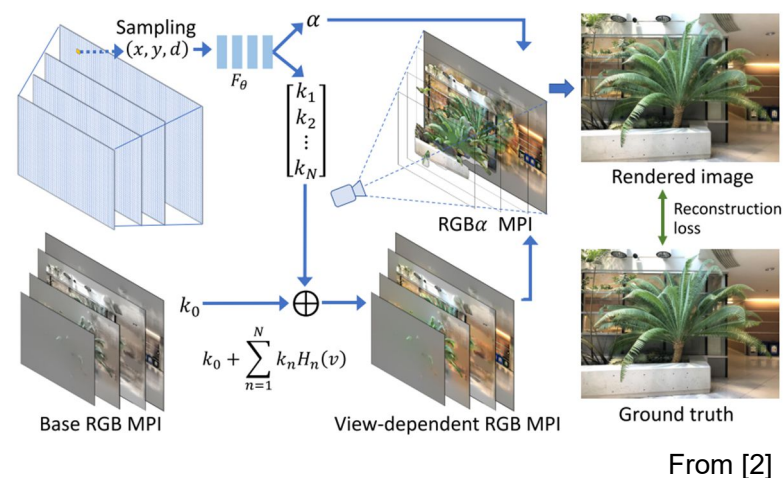 Sampling
(x, y, d)
F_θ
α
k_1
k_2
⋮
k_N
RGBα MPI
Rendered image
Reconstruction
loss
k_0
k_0 + ∑_{n=1}^{N} k_n H_n(v)
Base RGB MPI
View-dependent RGB MPI
Ground truth
From [2]